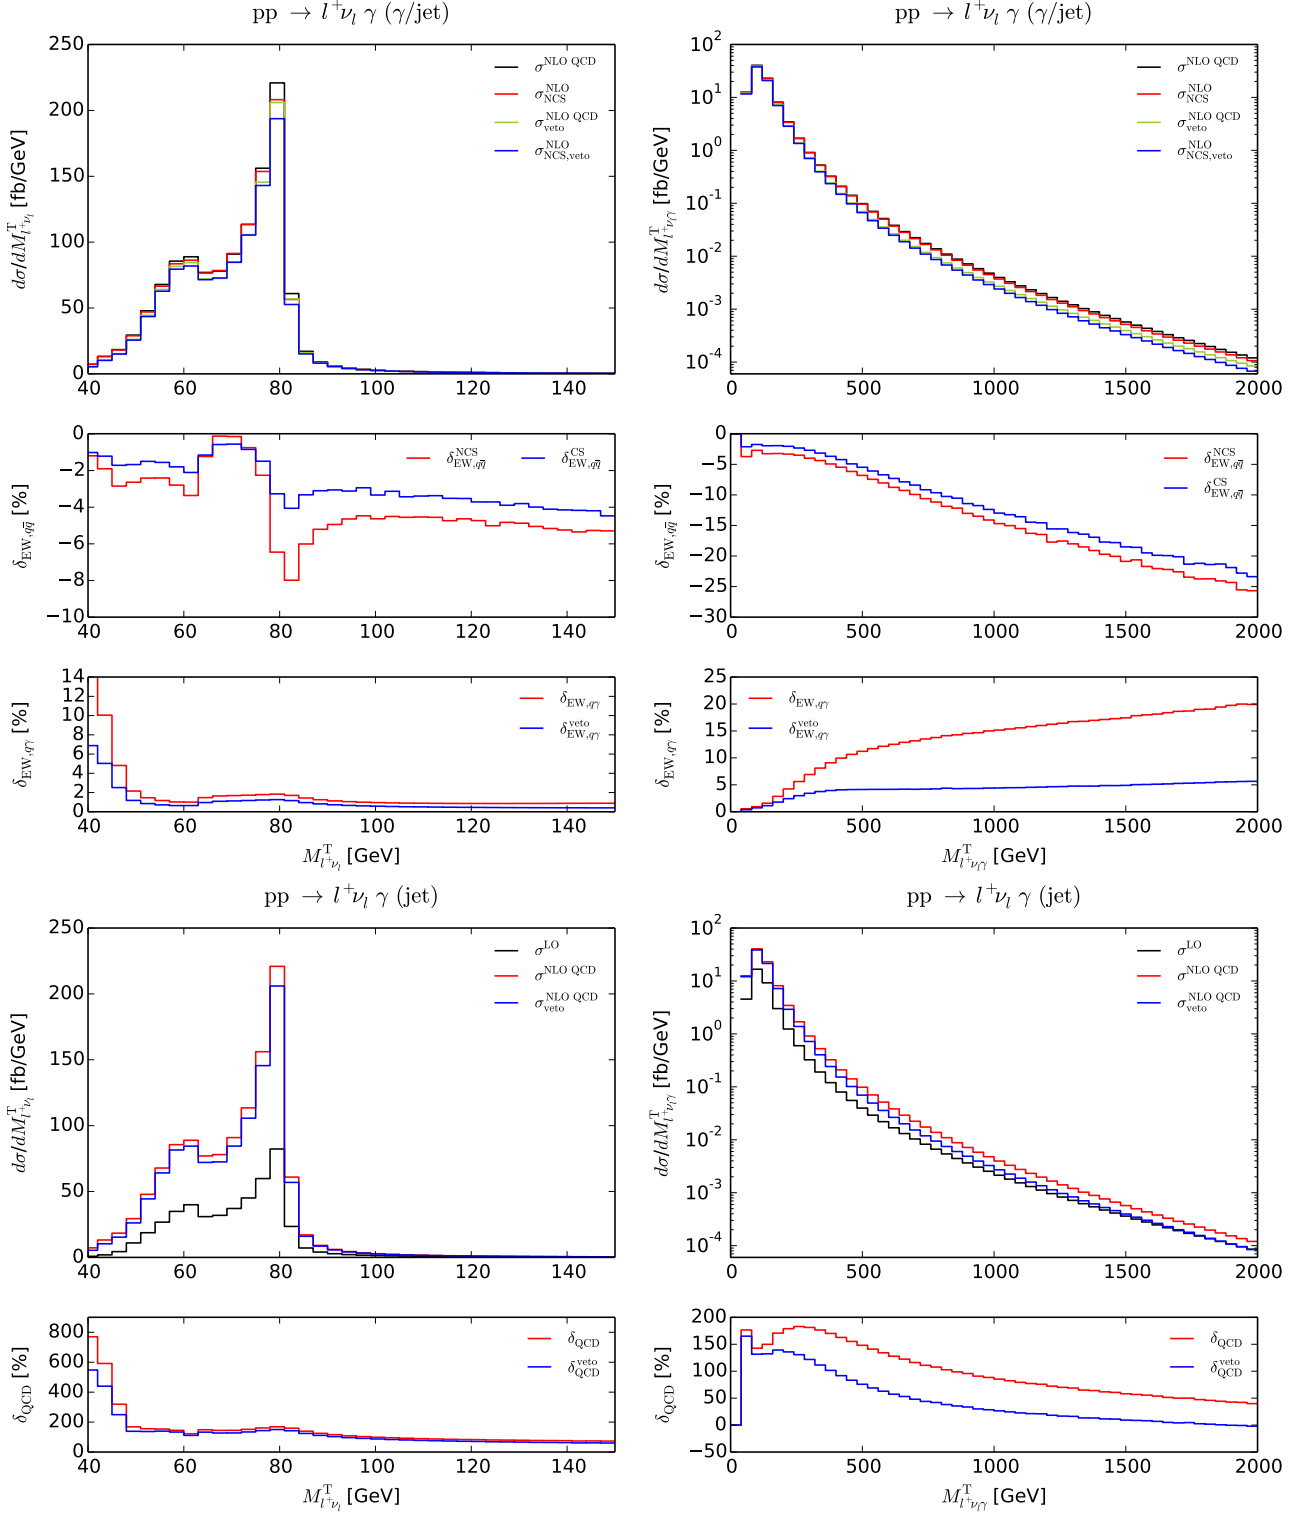 pp → l⁺ν_l γ (γ/jet)
250
200
150
100
50
0
40 60 80 100 120 140
dσ/dM^T_{l⁺ν_l} [fb/GeV]
σ^{NLO QCD}
σ^{NLO}_{NCS}
σ^{NLO QCD}_{veto}
σ^{NLO}_{NCS,veto}
pp → l⁺ν_l γ (γ/jet)
10²
10¹
10⁰
10⁻¹
10⁻²
10⁻³
10⁻⁴
0 500 1000 1500 2000
dσ/dM^T_{l⁺ν_lγ} [fb/GeV]
σ^{NLO QCD}
σ^{NLO}_{NCS}
σ^{NLO QCD}_{veto}
σ^{NLO}_{NCS,veto}
0
−2
−4
−6
−8
−10
40 60 80 100 120 140
δ_{EW,qq̅} [%]
δ^{NCS}_{EW,qq̅} δ^{CS}_{EW,qq̅}
0
−5
−10
−15
−20
−25
−30
0 500 1000 1500 2000
δ_{EW,qq̅} [%]
δ^{NCS}_{EW,qq̅}
δ^{CS}_{EW,qq̅}
14
12
10
8
6
4
2
0
40 60 80 100 120 140
δ_{EW,qγ} [%]
δ_{EW,qγ}
δ^{veto}_{EW,qγ}
M^T_{l⁺ν_l} [GeV]
25
20
15
10
5
0
0 500 1000 1500 2000
δ_{EW,qγ} [%]
δ_{EW,qγ}
δ^{veto}_{EW,qγ}
M^T_{l⁺ν_lγ} [GeV]
pp → l⁺ν_l γ (jet)
250
200
150
100
50
0
40 60 80 100 120 140
dσ/dM^T_{l⁺ν_l} [fb/GeV]
σ^{LO}
σ^{NLO QCD}
σ^{NLO QCD}_{veto}
pp → l⁺ν_l γ (jet)
10²
10¹
10⁰
10⁻¹
10⁻²
10⁻³
10⁻⁴
0 500 1000 1500 2000
dσ/dM^T_{l⁺ν_lγ} [fb/GeV]
σ^{LO}
σ^{NLO QCD}
σ^{NLO QCD}_{veto}
800
600
400
200
0
40 60 80 100 120 140
δ_{QCD} [%]
δ_{QCD}
δ^{veto}_{QCD}
M^T_{l⁺ν_l} [GeV]
200
150
100
50
0
−50
0 500 1000 1500 2000
δ_{QCD} [%]
δ_{QCD}
δ^{veto}_{QCD}
M^T_{l⁺ν_lγ} [GeV]